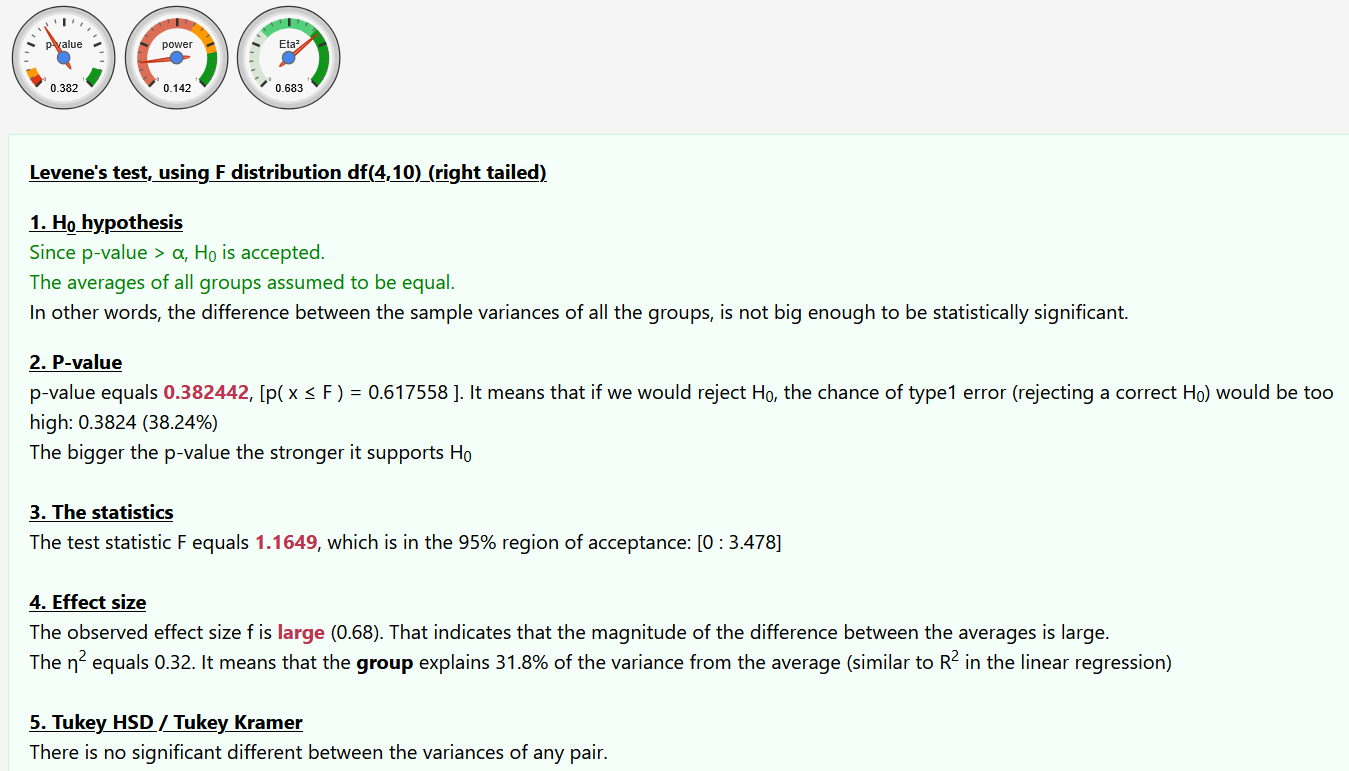 p-value
0.382
power
0.142
Eta²
0.683
Levene's test, using F distribution df(4,10) (right tailed)
1. H₀ hypothesis
Since p-value > α, H₀ is accepted.
The averages of all groups assumed to be equal.
In other words, the difference between the sample variances of all the groups, is not big enough to be statistically significant.
2. P-value
p-value equals 0.382442, [p( x ≤ F ) = 0.617558 ]. It means that if we would reject H₀, the chance of type1 error (rejecting a correct H₀) would be too
high: 0.3824 (38.24%)
The bigger the p-value the stronger it supports H₀
3. The statistics
The test statistic F equals 1.1649, which is in the 95% region of acceptance: [0 : 3.478]
4. Effect size
The observed effect size f is large (0.68). That indicates that the magnitude of the difference between the averages is large.
The η² equals 0.32. It means that the group explains 31.8% of the variance from the average (similar to R² in the linear regression)
5. Tukey HSD / Tukey Kramer
There is no significant different between the variances of any pair.